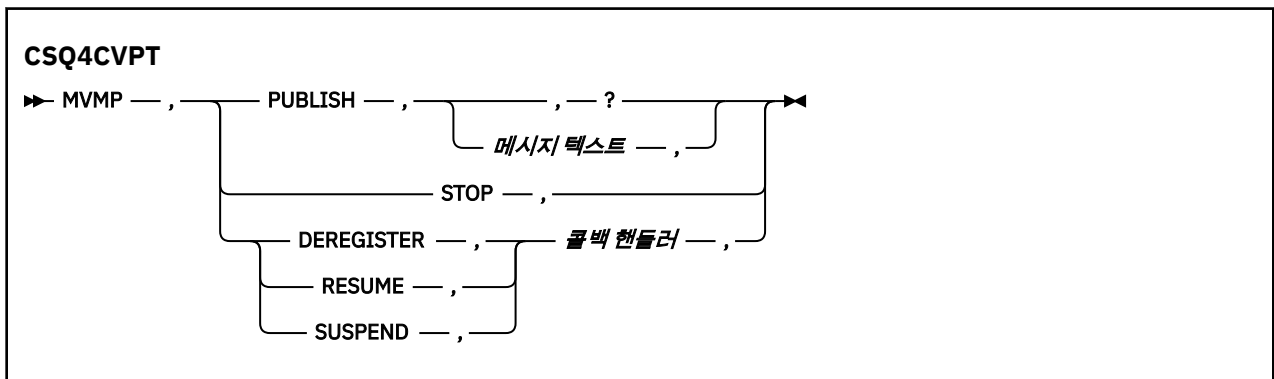 CSQ4CVPT
MVMP , PUBLISH , , ?
메시지 텍스트 ,
STOP ,
DEREGISTER , 콜백 핸들러 ,
RESUME ,
SUSPEND ,